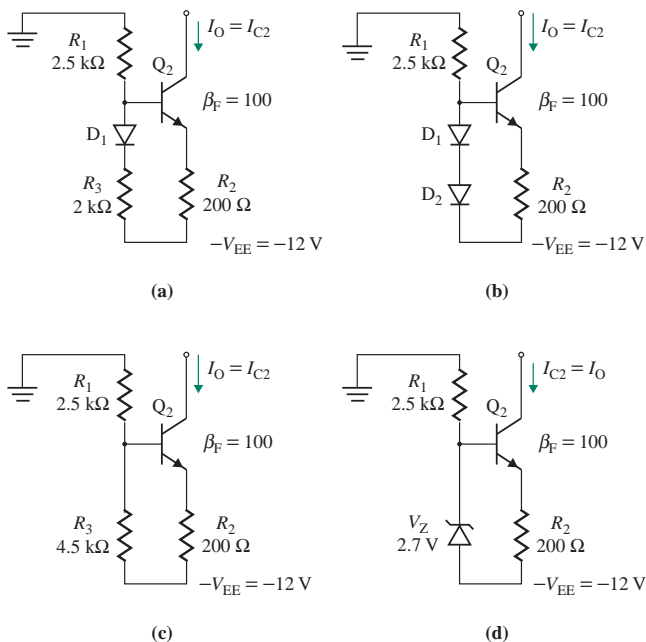 R1
2.5 kΩ
Q2
IO = IC2
βF = 100
D1
R3
2 kΩ
R2
200 Ω
−VEE = −12 V
(a)
R1
2.5 kΩ
Q2
IO = IC2
βF = 100
D1
D2
R2
200 Ω
−VEE = −12 V
(b)
R1
2.5 kΩ
Q2
IO = IC2
βF = 100
R3
4.5 kΩ
R2
200 Ω
−VEE = −12 V
(c)
R1
2.5 kΩ
Q2
IC2 = IO
βF = 100
VZ
2.7 V
R2
200 Ω
−VEE = −12 V
(d)